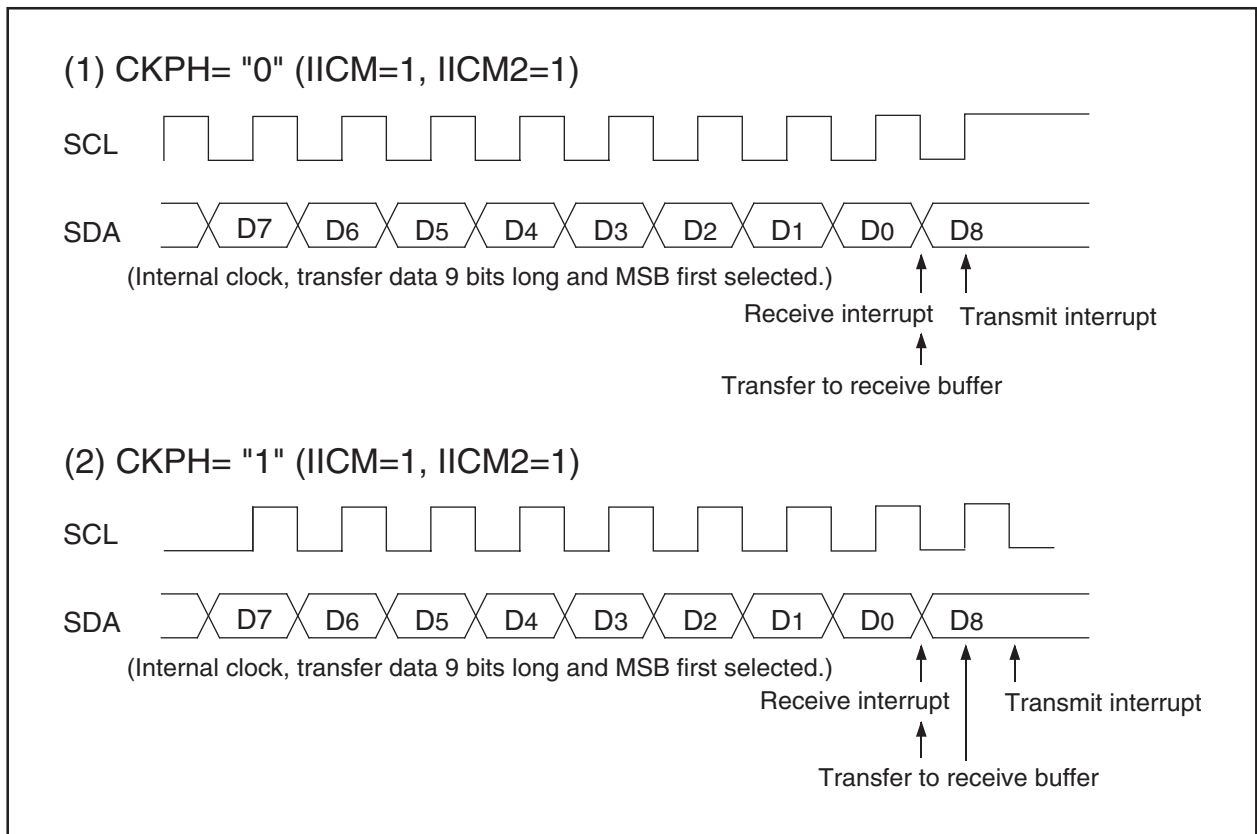 (1) CKPH= "0" (IICM=1, IICM2=1)
SCL
SDA D7 D6 D5 D4 D3 D2 D1 D0 D8
(Internal clock, transfer data 9 bits long and MSB first selected.)
Receive interrupt Transmit interrupt
Transfer to receive buffer
(2) CKPH= "1" (IICM=1, IICM2=1)
SCL
SDA D7 D6 D5 D4 D3 D2 D1 D0 D8
(Internal clock, transfer data 9 bits long and MSB first selected.)
Receive interrupt Transmit interrupt
Transfer to receive buffer